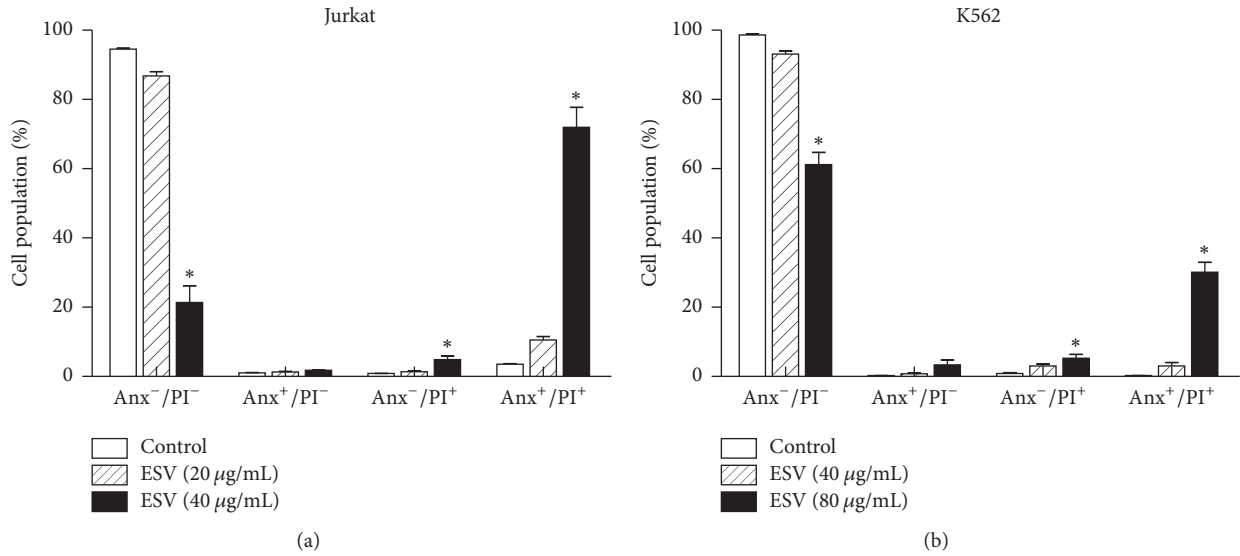 Jurkat
100
80
60
40
20
0
Cell population (%)
*
*
*
Anx⁻/PI⁻ Anx⁺/PI⁻ Anx⁻/PI⁺ Anx⁺/PI⁺
Control
ESV (20 μg/mL)
ESV (40 μg/mL)
(a)
K562
100
80
60
40
20
0
Cell population (%)
*
*
*
Anx⁻/PI⁻ Anx⁺/PI⁻ Anx⁻/PI⁺ Anx⁺/PI⁺
Control
ESV (40 μg/mL)
ESV (80 μg/mL)
(b)